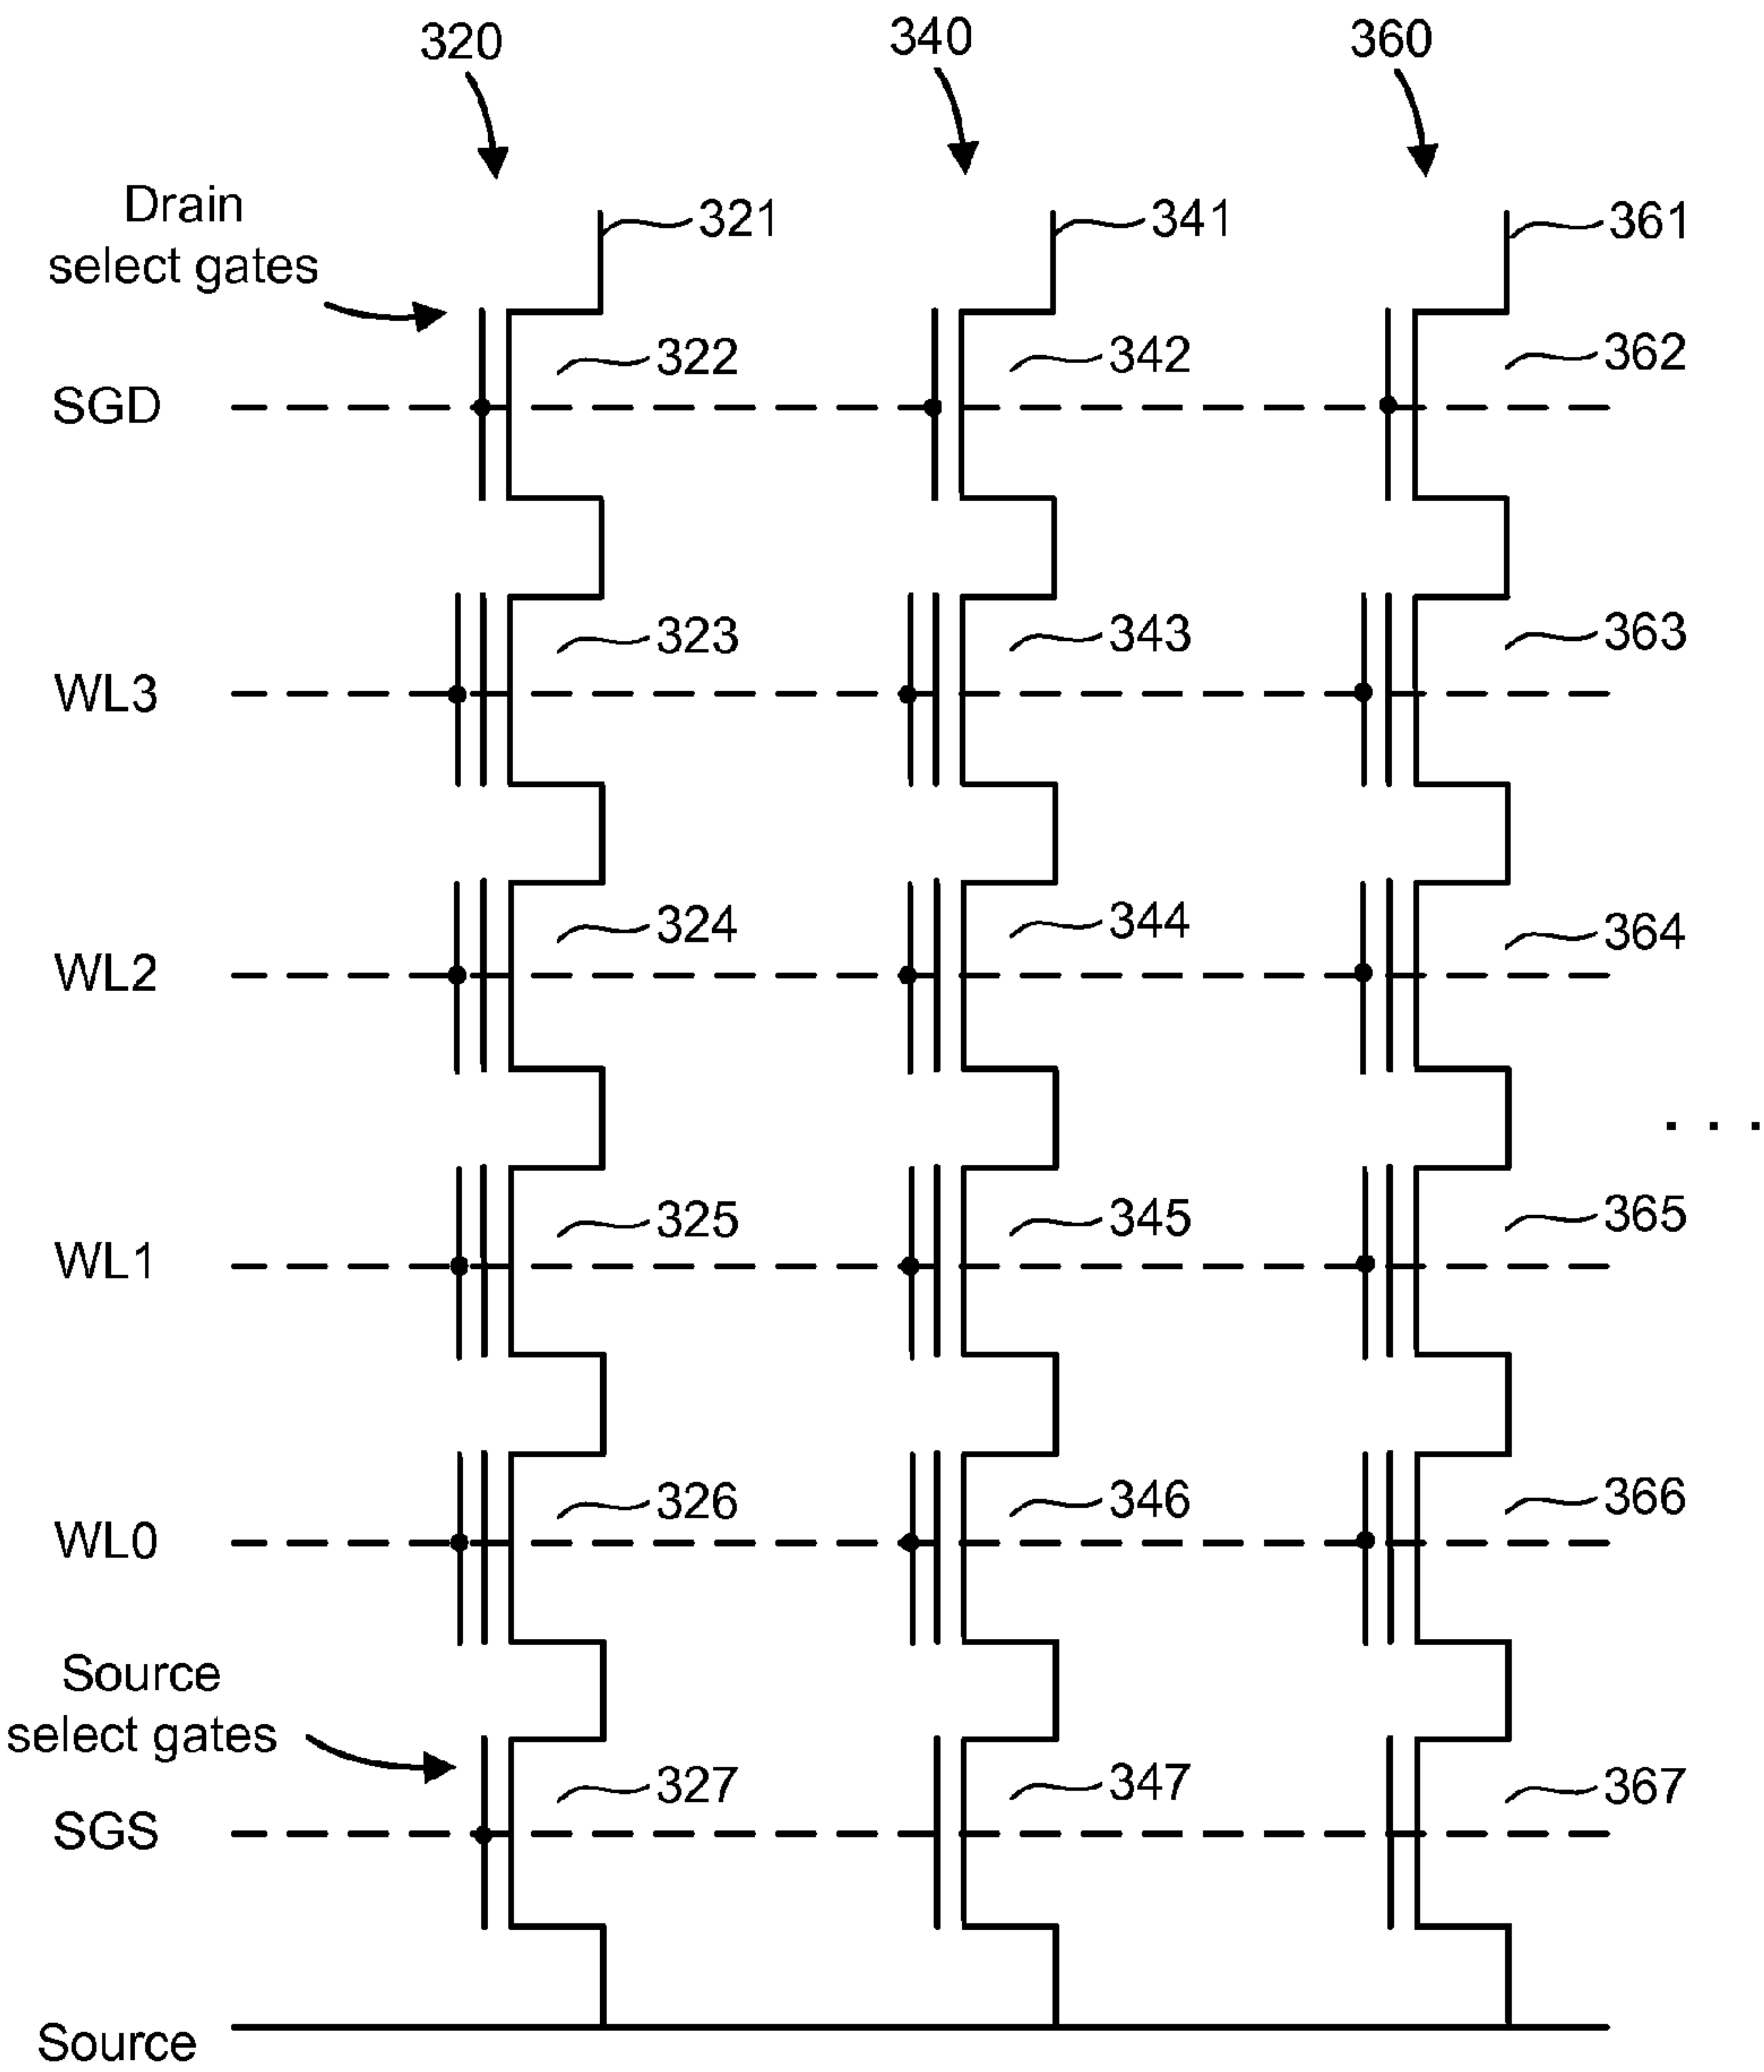 320 340 360
Drain
select gates
321 341 361
322 342 362
SGD
323 343 363
WL3
324 344 364
WL2
325 345 365
WL1
326 346 366
WL0
Source
select gates
327 347 367
SGS
Source
. . .